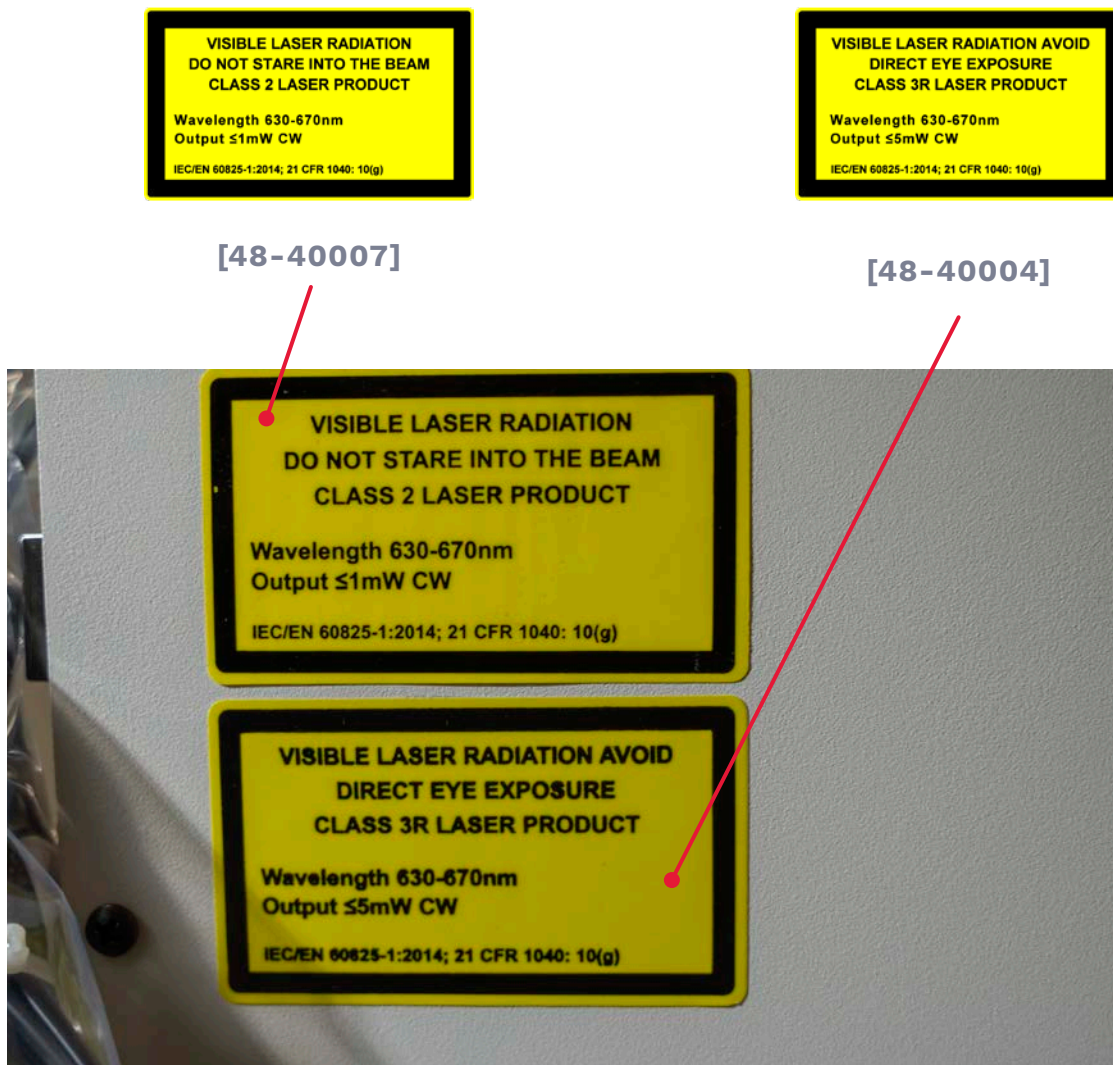 VISIBLE LASER RADIATION
DO NOT STARE INTO THE BEAM
CLASS 2 LASER PRODUCT
Wavelength 630-670nm
Output ≤1mW CW
IEC/EN 60825-1:2014; 21 CFR 1040: 10(g)
VISIBLE LASER RADIATION AVOID
DIRECT EYE EXPOSURE
CLASS 3R LASER PRODUCT
Wavelength 630-670nm
Output ≤5mW CW
IEC/EN 60825-1:2014; 21 CFR 1040: 10(g)
[48-40007]
[48-40004]
VISIBLE LASER RADIATION
DO NOT STARE INTO THE BEAM
CLASS 2 LASER PRODUCT
Wavelength 630-670nm
Output ≤1mW CW
IEC/EN 60825-1:2014; 21 CFR 1040: 10(g)
VISIBLE LASER RADIATION AVOID
DIRECT EYE EXPOSURE
CLASS 3R LASER PRODUCT
Wavelength 630-670nm
Output ≤5mW CW
IEC/EN 60825-1:2014; 21 CFR 1040: 10(g)